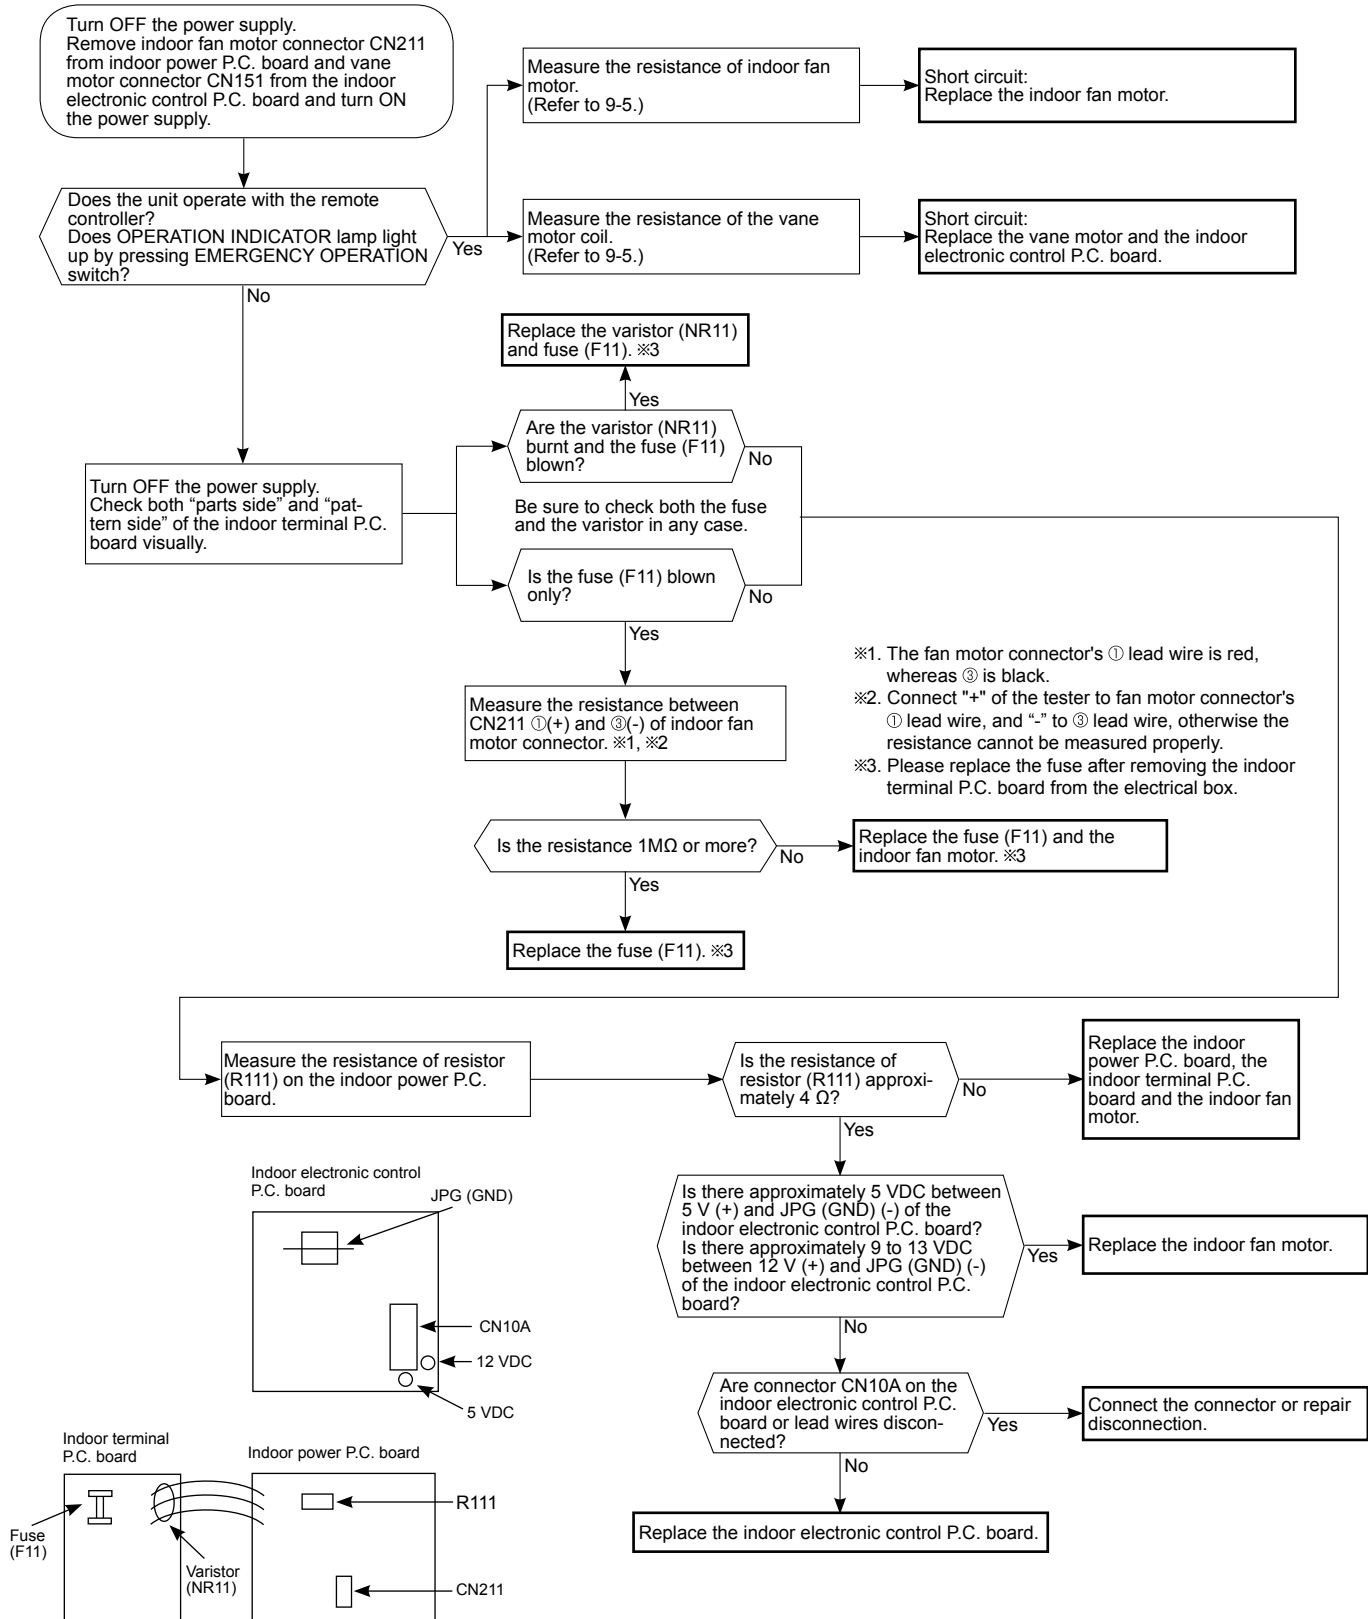 Turn OFF the power supply.
Remove indoor fan motor connector CN211
from indoor power P.C. board and vane
motor connector CN151 from the indoor
electronic control P.C. board and turn ON
the power supply.
Measure the resistance of indoor fan
motor.
(Refer to 9-5.)
Short circuit:
Replace the indoor fan motor.
Does the unit operate with the remote
controller?
Does OPERATION INDICATOR lamp light
up by pressing EMERGENCY OPERATION
switch?
Yes
Measure the resistance of the vane
motor coil.
(Refer to 9-5.)
Short circuit:
Replace the vane motor and the indoor
electronic control P.C. board.
No
Replace the varistor (NR11)
and fuse (F11). ※3
Yes
Are the varistor (NR11)
burnt and the fuse (F11)
blown?
No
Turn OFF the power supply.
Check both “parts side” and “pat-
tern side” of the indoor terminal P.C.
board visually.
Be sure to check both the fuse
and the varistor in any case.
Is the fuse (F11) blown
only?
No
Yes
Measure the resistance between
CN211 ①(+) and ③(-) of indoor fan
motor connector. ※1, ※2
※1. The fan motor connector's ① lead wire is red,
whereas ③ is black.
※2. Connect "+" of the tester to fan motor connector's
① lead wire, and “-” to ③ lead wire, otherwise the
resistance cannot be measured properly.
※3. Please replace the fuse after removing the indoor
terminal P.C. board from the electrical box.
Is the resistance 1MΩ or more?
No
Replace the fuse (F11) and the
indoor fan motor. ※3
Yes
Replace the fuse (F11). ※3
Measure the resistance of resistor
(R111) on the indoor power P.C.
board.
Is the resistance of
resistor (R111) approxi-
mately 4 Ω?
No
Replace the indoor
power P.C. board, the
indoor terminal P.C.
board and the indoor fan
motor.
Yes
Is there approximately 5 VDC between
5 V (+) and JPG (GND) (-) of the
indoor electronic control P.C. board?
Is there approximately 9 to 13 VDC
between 12 V (+) and JPG (GND) (-)
of the indoor electronic control P.C.
board?
Yes
Replace the indoor fan motor.
No
Are connector CN10A on the
indoor electronic control P.C.
board or lead wires discon-
nected?
Yes
Connect the connector or repair
disconnection.
No
Replace the indoor electronic control P.C. board.
Indoor electronic control
P.C. board
JPG (GND)
CN10A
12 VDC
5 VDC
Indoor terminal
P.C. board
Indoor power P.C. board
R111
Fuse
(F11)
Varistor
(NR11)
CN211